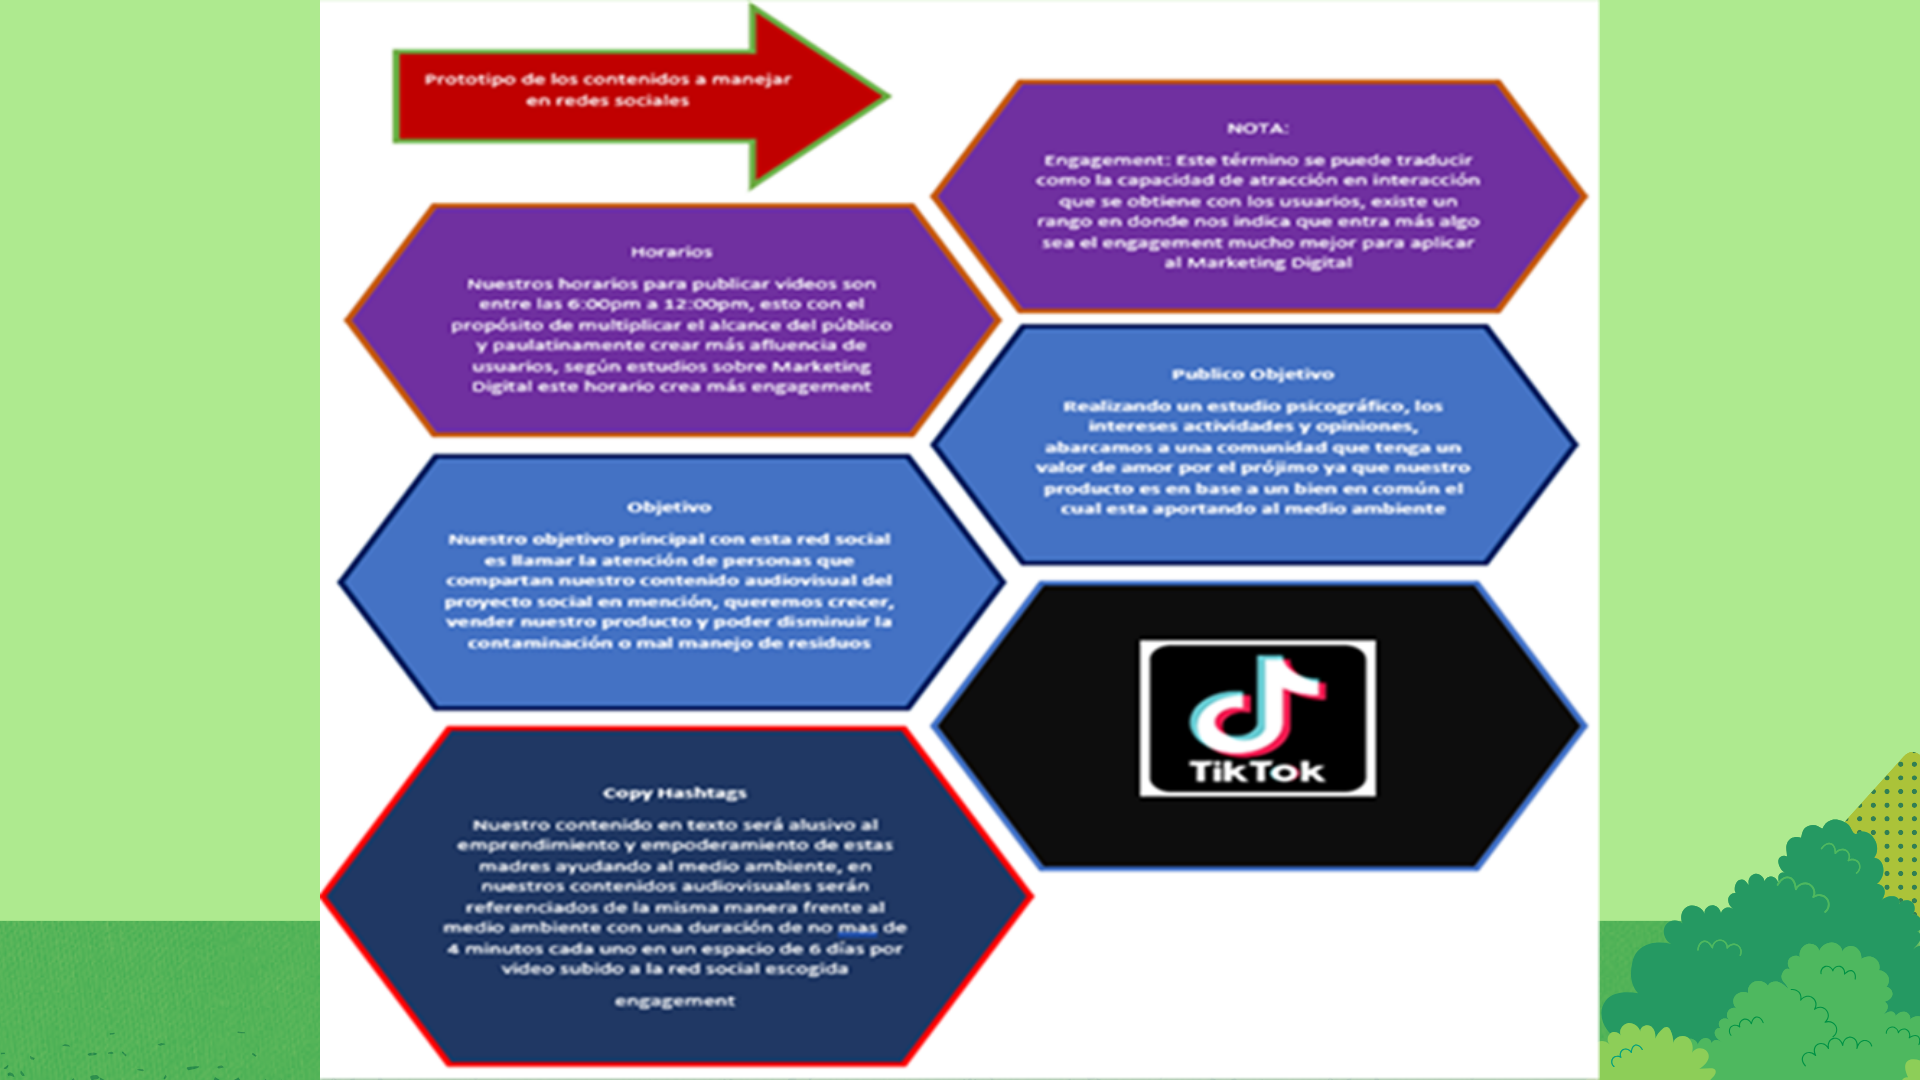 Prototipo de los contenidos a manejar
en redes sociales
NOTA:
Engagement: Este término se puede traducir
como la capacidad de atracción en interacción
que se obtiene con los usuarios, existe un
rango en donde nos indica que entra más algo
sea el engagement mucho mejor para aplicar
al Marketing Digital
Horarios
Nuestros horarios para publicar videos son
entre las 6:00pm a 12:00pm, esto con el
propósito de multiplicar el alcance del público
y paulatinamente crear más afluencia de
usuarios, según estudios sobre Marketing
Digital este horario crea más engagement
Publico Objetivo
Realizando un estudio psicográfico, los
intereses actividades y opiniones,
abarcamos a una comunidad que tenga un
valor de amor por el prójimo ya que nuestro
producto es en base a un bien en común el
cual esta aportando al medio ambiente
Objetivo
Nuestro objetivo principal con esta red social
es llamar la atención de personas que
compartan nuestro contenido audiovisual del
proyecto social en mención, queremos crecer,
vender nuestro producto y poder disminuir la
contaminación o mal manejo de residuos
TikTok
Copy Hashtags
Nuestro contenido en texto será alusivo al
emprendimiento y empoderamiento de estas
madres ayudando al medio ambiente, en
nuestros contenidos audiovisuales serán
referenciados de la misma manera frente al
medio ambiente con una duración de no mas de
4 minutos cada uno en un espacio de 6 días por
video subido a la red social escogida
engagement